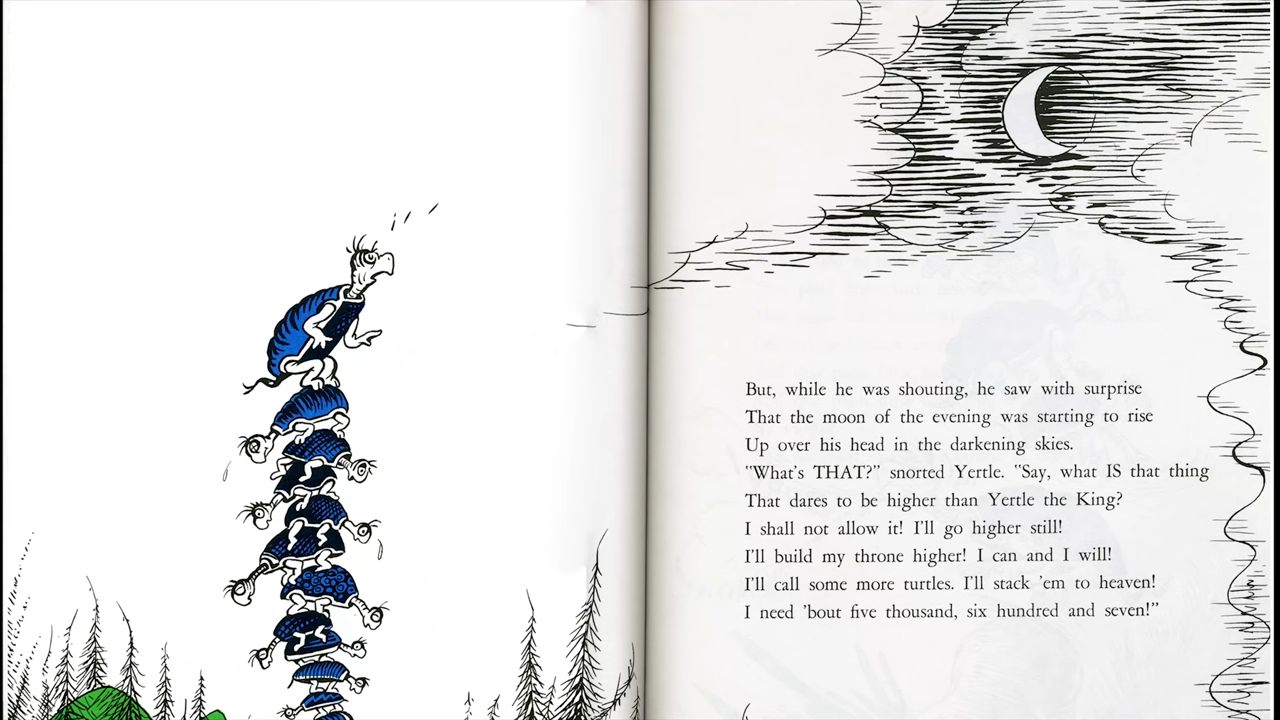 But, while he was shouting, he saw with surprise
That the moon of the evening was starting to rise
Up over his head in the darkening skies.
"What's THAT?" snorted Yertle. "Say, what IS that thing
That dares to be higher than Yertle the King?
I shall not allow it! I'll go higher still!
I'll build my throne higher! I can and I will!
I'll call some more turtles. I'll stack 'em to heaven!
I need 'bout five thousand, six hundred and seven!"